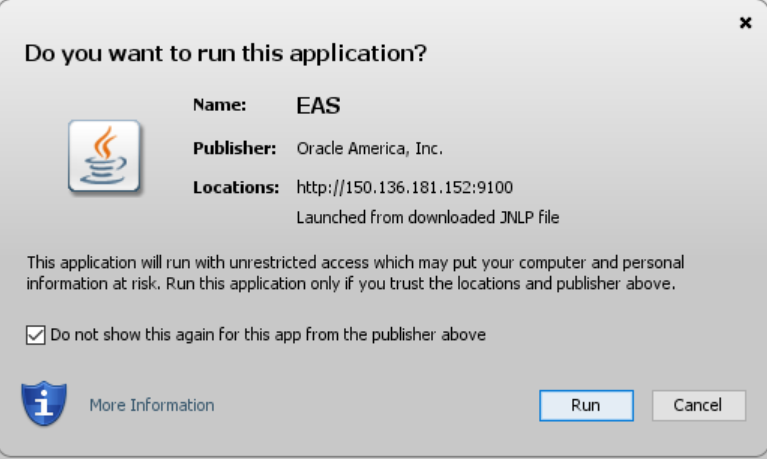 Do you want to run this application?
Name: EAS
Publisher: Oracle America, Inc.
Locations: http://150.136.181.152:9100
Launched from downloaded JNLP file
This application will run with unrestricted access which may put your computer and personal
information at risk. Run this application only if you trust the locations and publisher above.
Do not show this again for this app from the publisher above
More Information
Run
Cancel